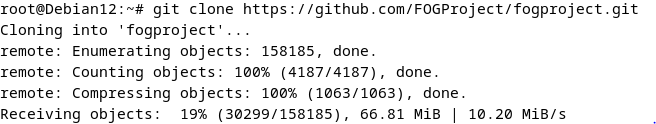 root@Debian12:~# git clone https://github.com/FOGProject/fogproject.git
Cloning into 'fogproject'...
remote: Enumerating objects: 158185, done.
remote: Counting objects: 100% (4187/4187), done.
remote: Compressing objects: 100% (1063/1063), done.
Receiving objects:  19% (30299/158185), 66.81 MiB | 10.20 MiB/s